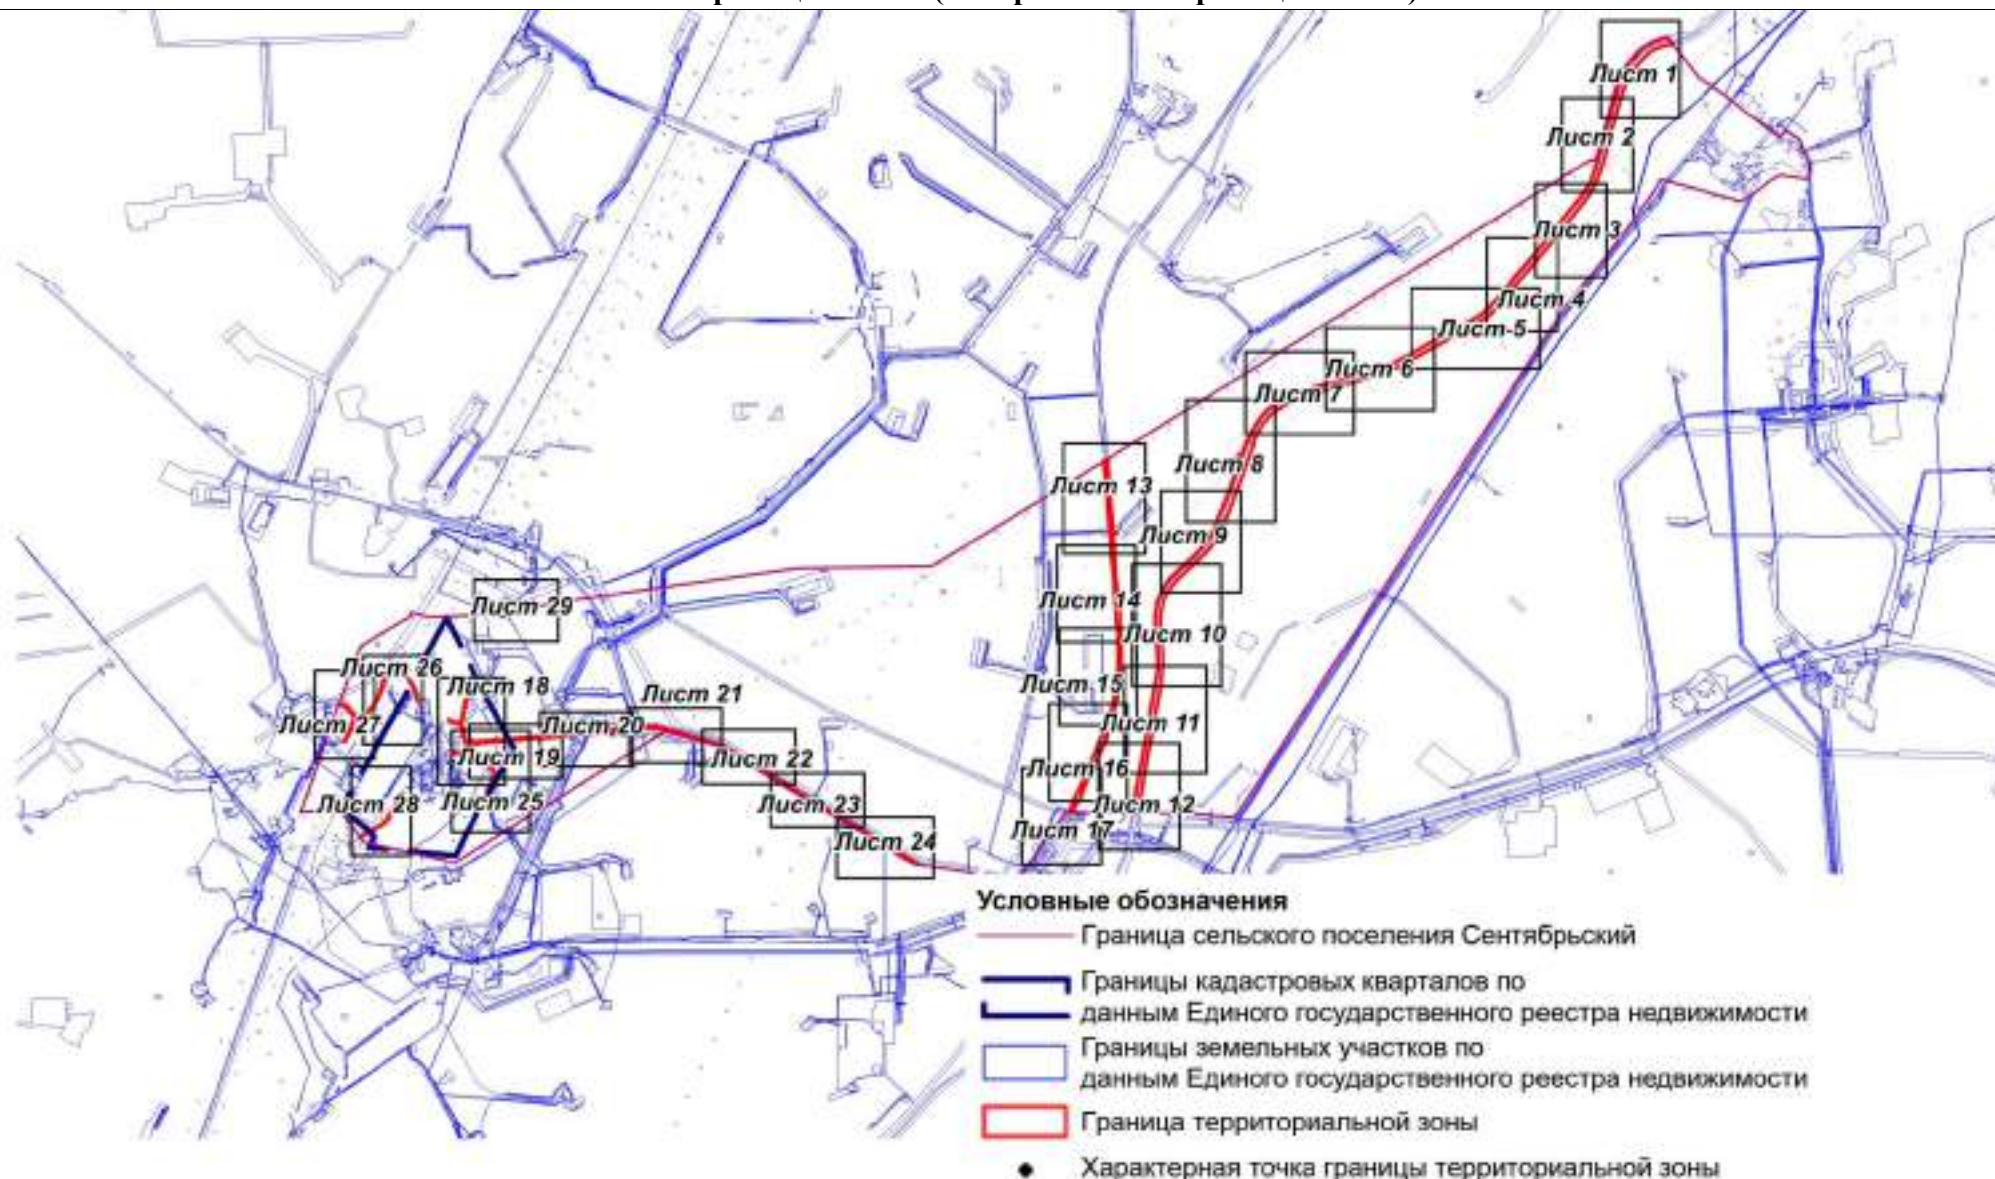 Лист 1
Лист 2
Лист 3
Лист 4
Лист 5
Лист 6
Лист 7
Лист 8
Лист 13
Лист 9
Лист 14
Лист 29
Лист 10
Лист 26
Лист 18
Лист 15
Лист 21
Лист 27
Лист 20
Лист 11
Лист 19
Лист 22
Лист 16
Лист 28
Лист 25
Лист 23
Лист 12
Лист 17
Лист 24
Условные обозначения
Граница сельского поселения Сентябрьский
Границы кадастровых кварталов по
данным Единого государственного реестра недвижимости
Границы земельных участков по
данным Единого государственного реестра недвижимости
Граница территориальной зоны
Характерная точка границы территориальной зоны